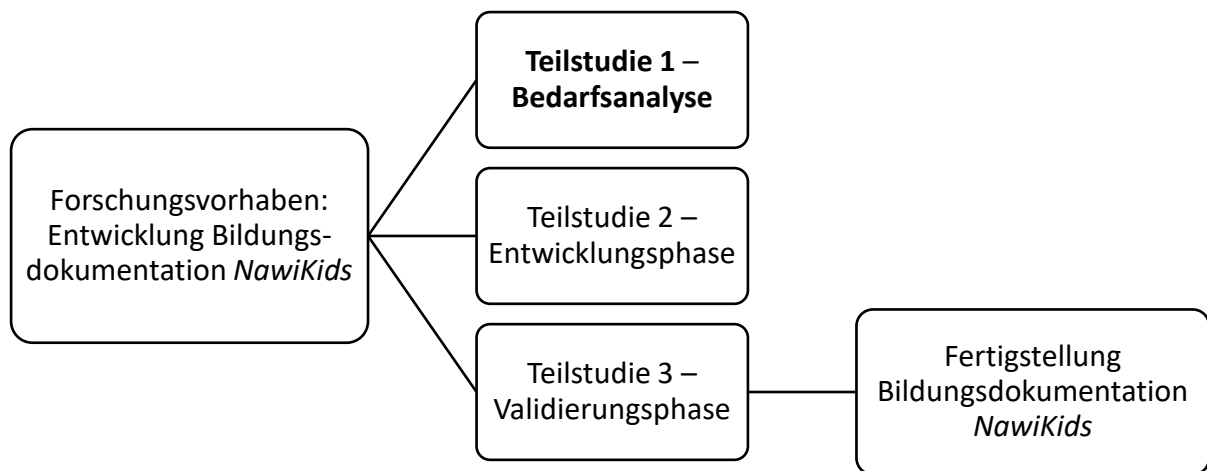 Forschungsvorhaben:
Entwicklung Bildungs-
dokumentation NawiKids
Teilstudie 1 –
Bedarfsanalyse
Teilstudie 2 –
Entwicklungsphase
Teilstudie 3 –
Validierungsphase
Fertigstellung
Bildungsdokumentation
NawiKids